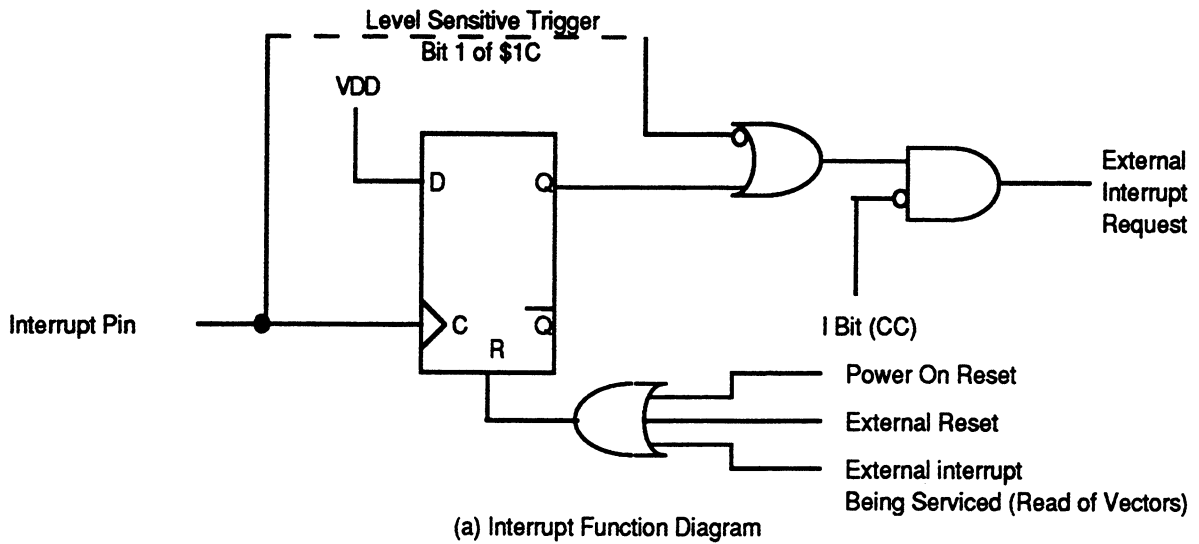 Level Sensitive Trigger
Bit 1 of $1C
VDD
D
Q
External
Interrupt
Request
Interrupt Pin
C
Q̅
R
I Bit (CC)
Power On Reset
External Reset
External interrupt
Being Serviced (Read of Vectors)
(a) Interrupt Function Diagram